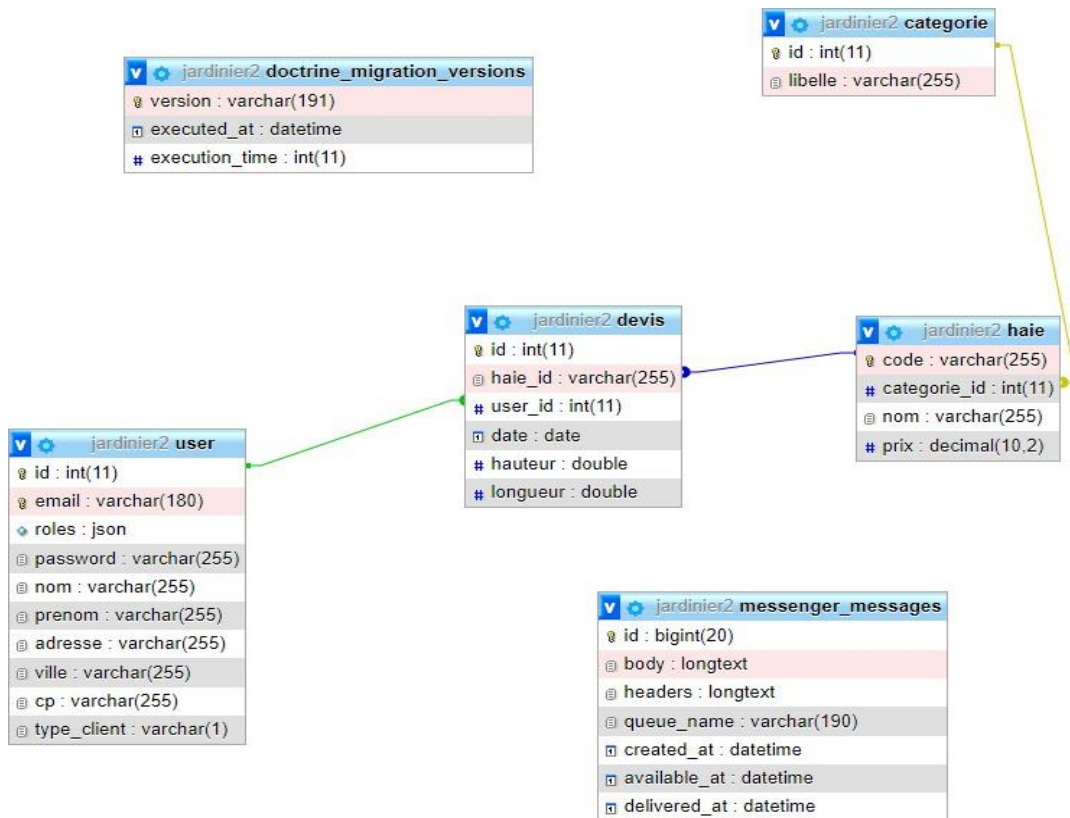 jardinier2 categorie
id : int(11)
libelle : varchar(255)
jardinier2 doctrine_migration_versions
version : varchar(191)
executed_at : datetime
execution_time : int(11)
jardinier2 devis
id : int(11)
haie_id : varchar(255)
user_id : int(11)
date : date
hauteur : double
longueur : double
jardinier2 haie
code : varchar(255)
categorie_id : int(11)
nom : varchar(255)
prix : decimal(10,2)
jardinier2 user
id : int(11)
email : varchar(180)
roles : json
password : varchar(255)
nom : varchar(255)
prenom : varchar(255)
adresse : varchar(255)
ville : varchar(255)
cp : varchar(255)
type_client : varchar(1)
jardinier2 messenger_messages
id : bigint(20)
body : longtext
headers : longtext
queue_name : varchar(190)
created_at : datetime
available_at : datetime
delivered_at : datetime